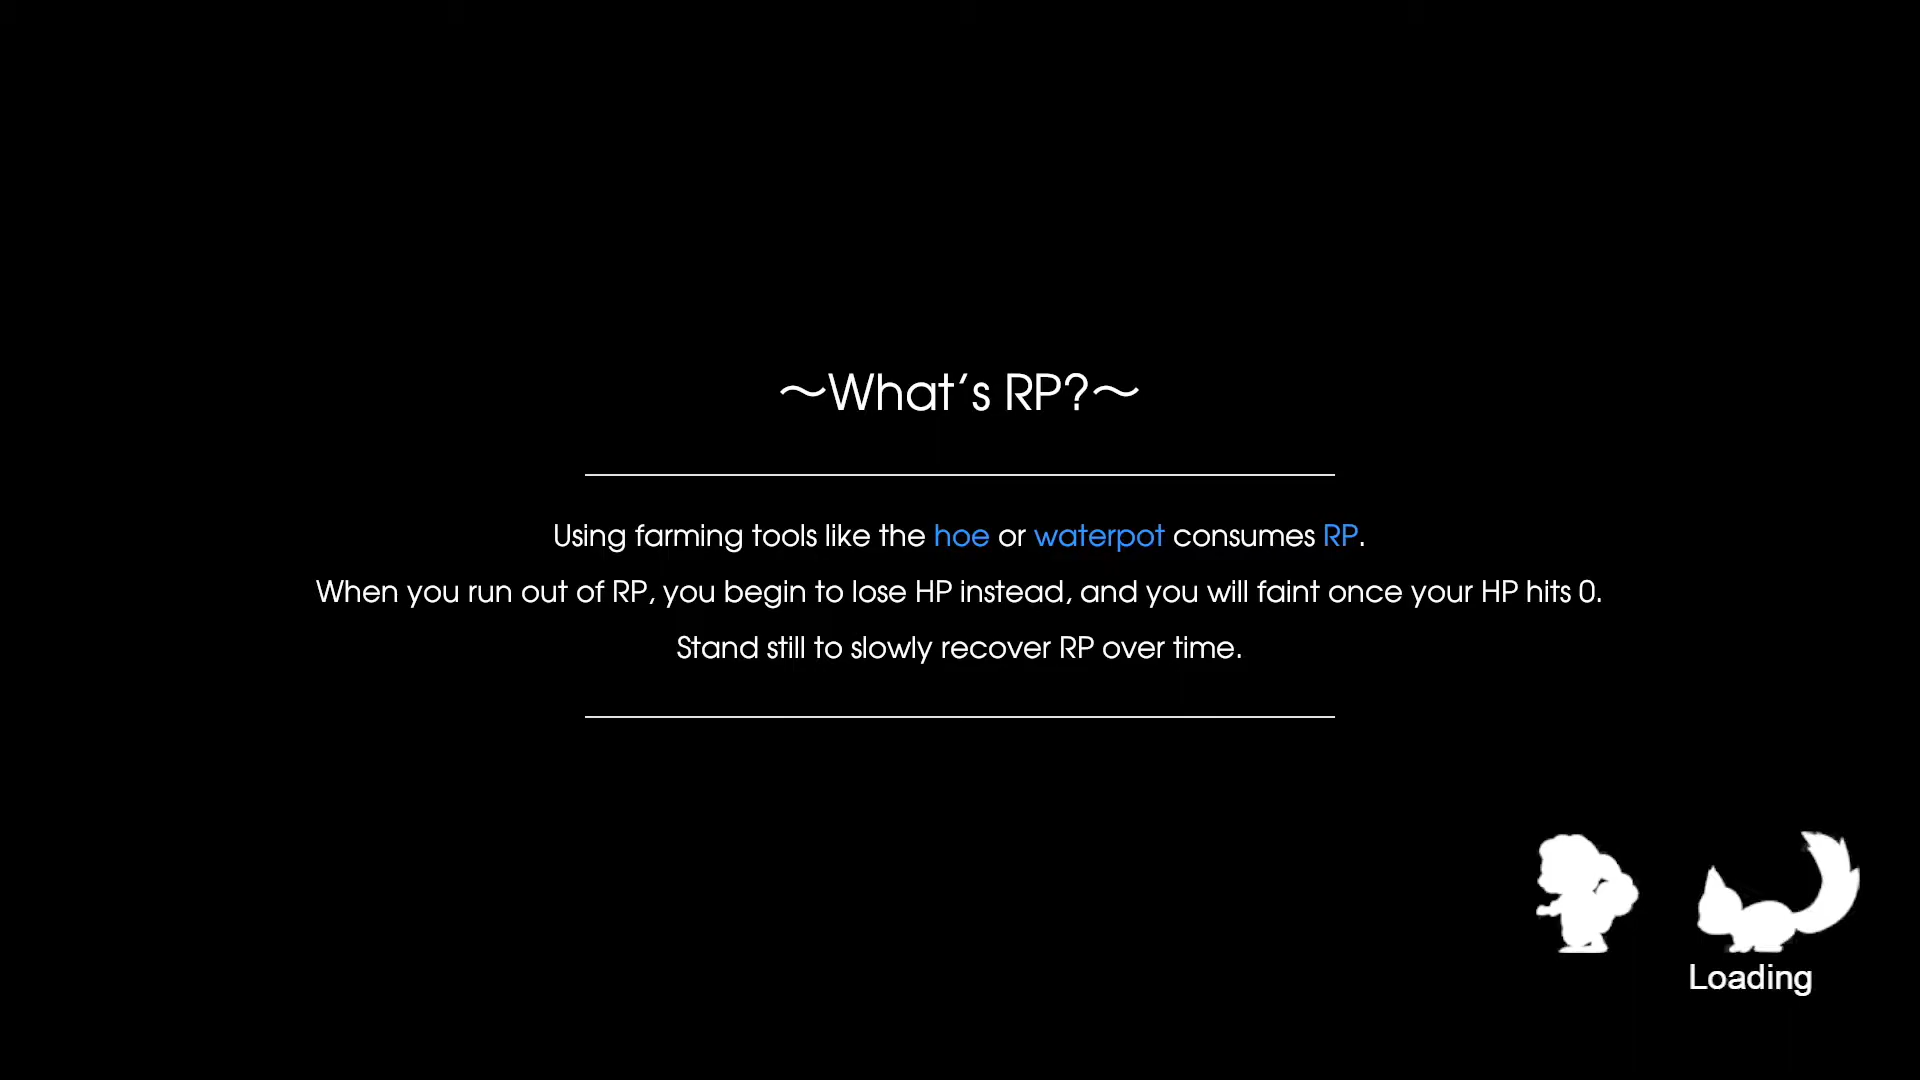 ～What's RP?～
Using farming tools like the hoe or waterpot consumes RP.
When you run out of RP, you begin to lose HP instead, and you will faint once your HP hits 0.
Stand still to slowly recover RP over time.
Loading